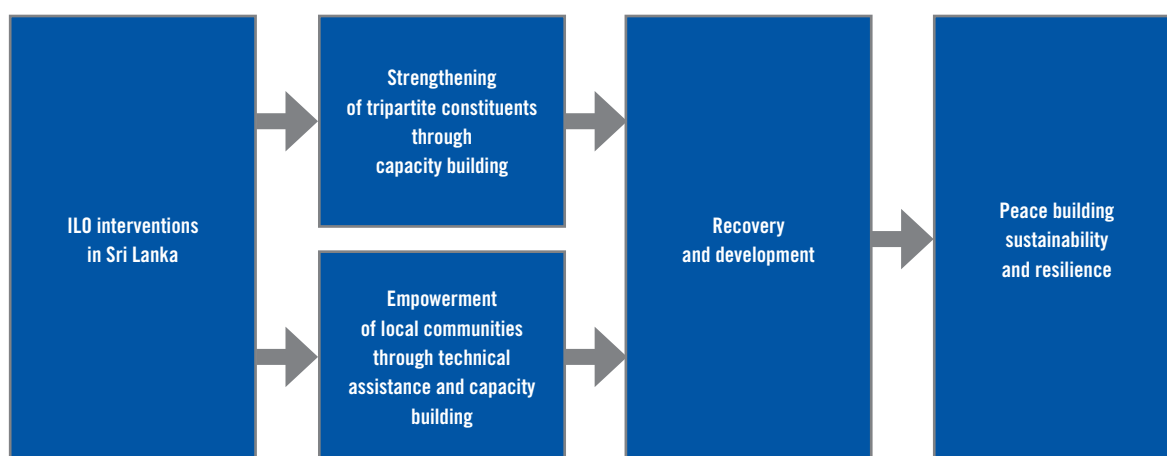 ILO interventions
in Sri Lanka
Strengthening
of tripartite constituents
through
capacity building
Empowerment
of local communities
through technical
assistance and capacity
building
Recovery
and development
Peace building
sustainability
and resilience